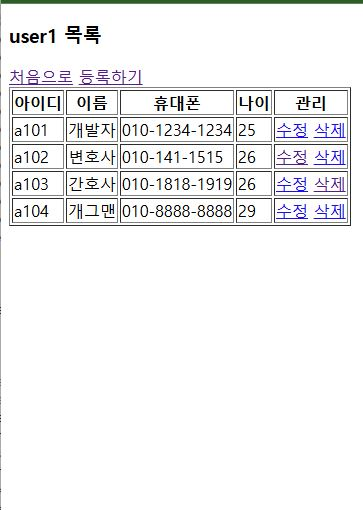 user1 목록
처음으로 등록하기
아이디 이름 휴대폰 나이 관리
a101 개발자 010-1234-1234 25 수정 삭제
a102 변호사 010-141-1515 26 수정 삭제
a103 간호사 010-1818-1919 26 수정 삭제
a104 개그맨 010-8888-8888 29 수정 삭제